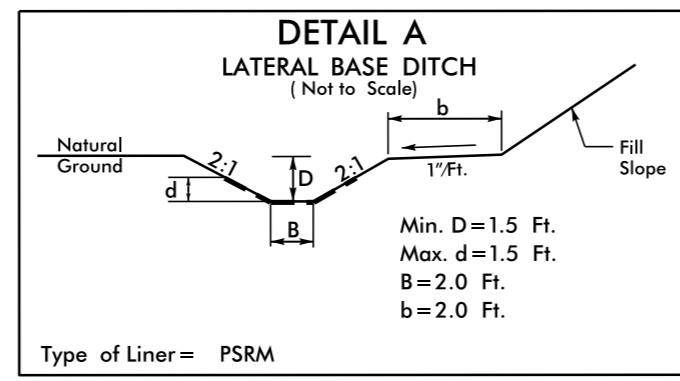 DETAIL A
LATERAL BASE DITCH
( Not to Scale)
b
Natural
Ground
2:1
D
2:1
1"/Ft.
Fill
Slope
d
B
Min. D=1.5 Ft.
Max. d=1.5 Ft.
B=2.0 Ft.
b=2.0 Ft.
Type of Liner= PSRM